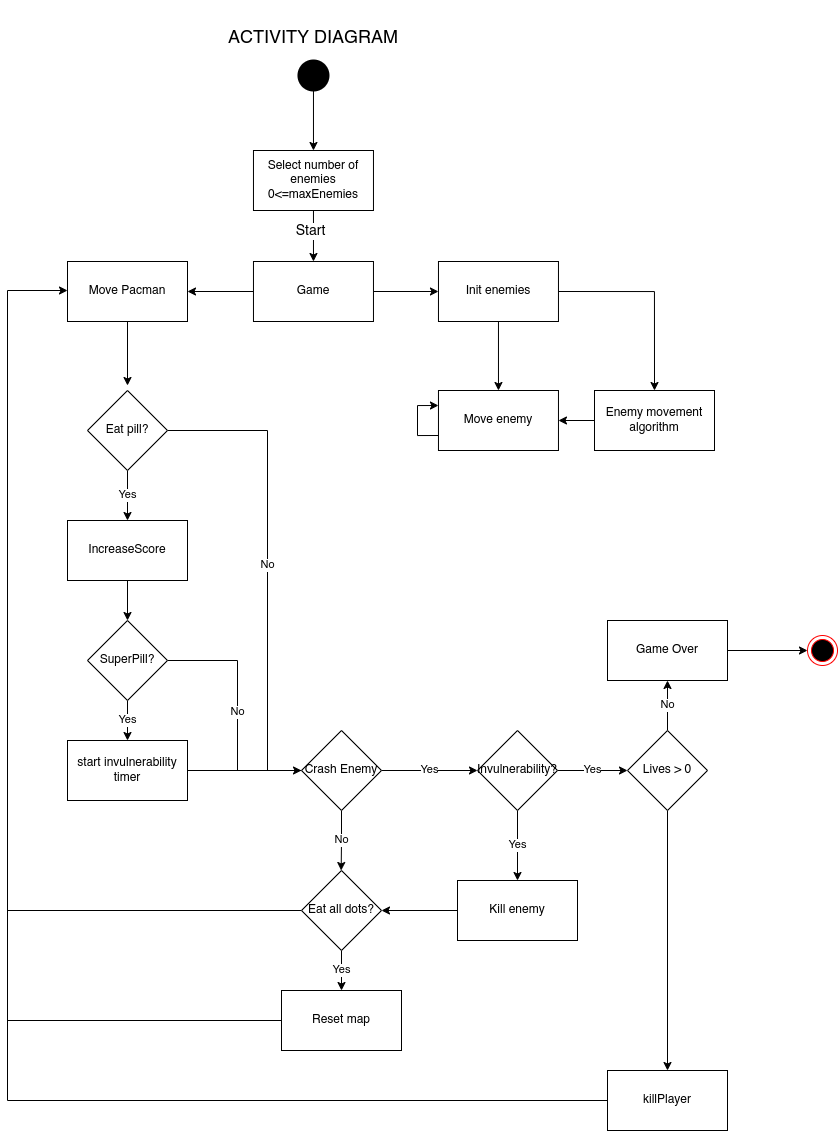 ACTIVITY DIAGRAM
Select number of
enemies
0<=maxEnemies
Start
Move Pacman
Game
Init enemies
Eat pill?
Move enemy
Enemy movement
algorithm
Yes
IncreaseScore
No
SuperPill?
Game Over
No
Yes
No
start invulnerability
timer
Crash Enemy
Yes
Invulnerability?
Yes
Lives > 0
No
Yes
Eat all dots?
Kill enemy
Yes
Reset map
killPlayer